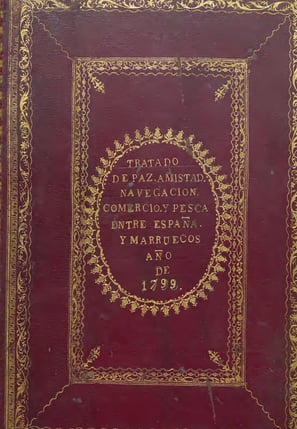 TRATADO
DE PAZ, AMISTAD,
NAVEGACION,
COMERCIO, Y PESCA
ENTRE ESPAÑA.
Y MARRUECOS
AÑO
DE
1799.